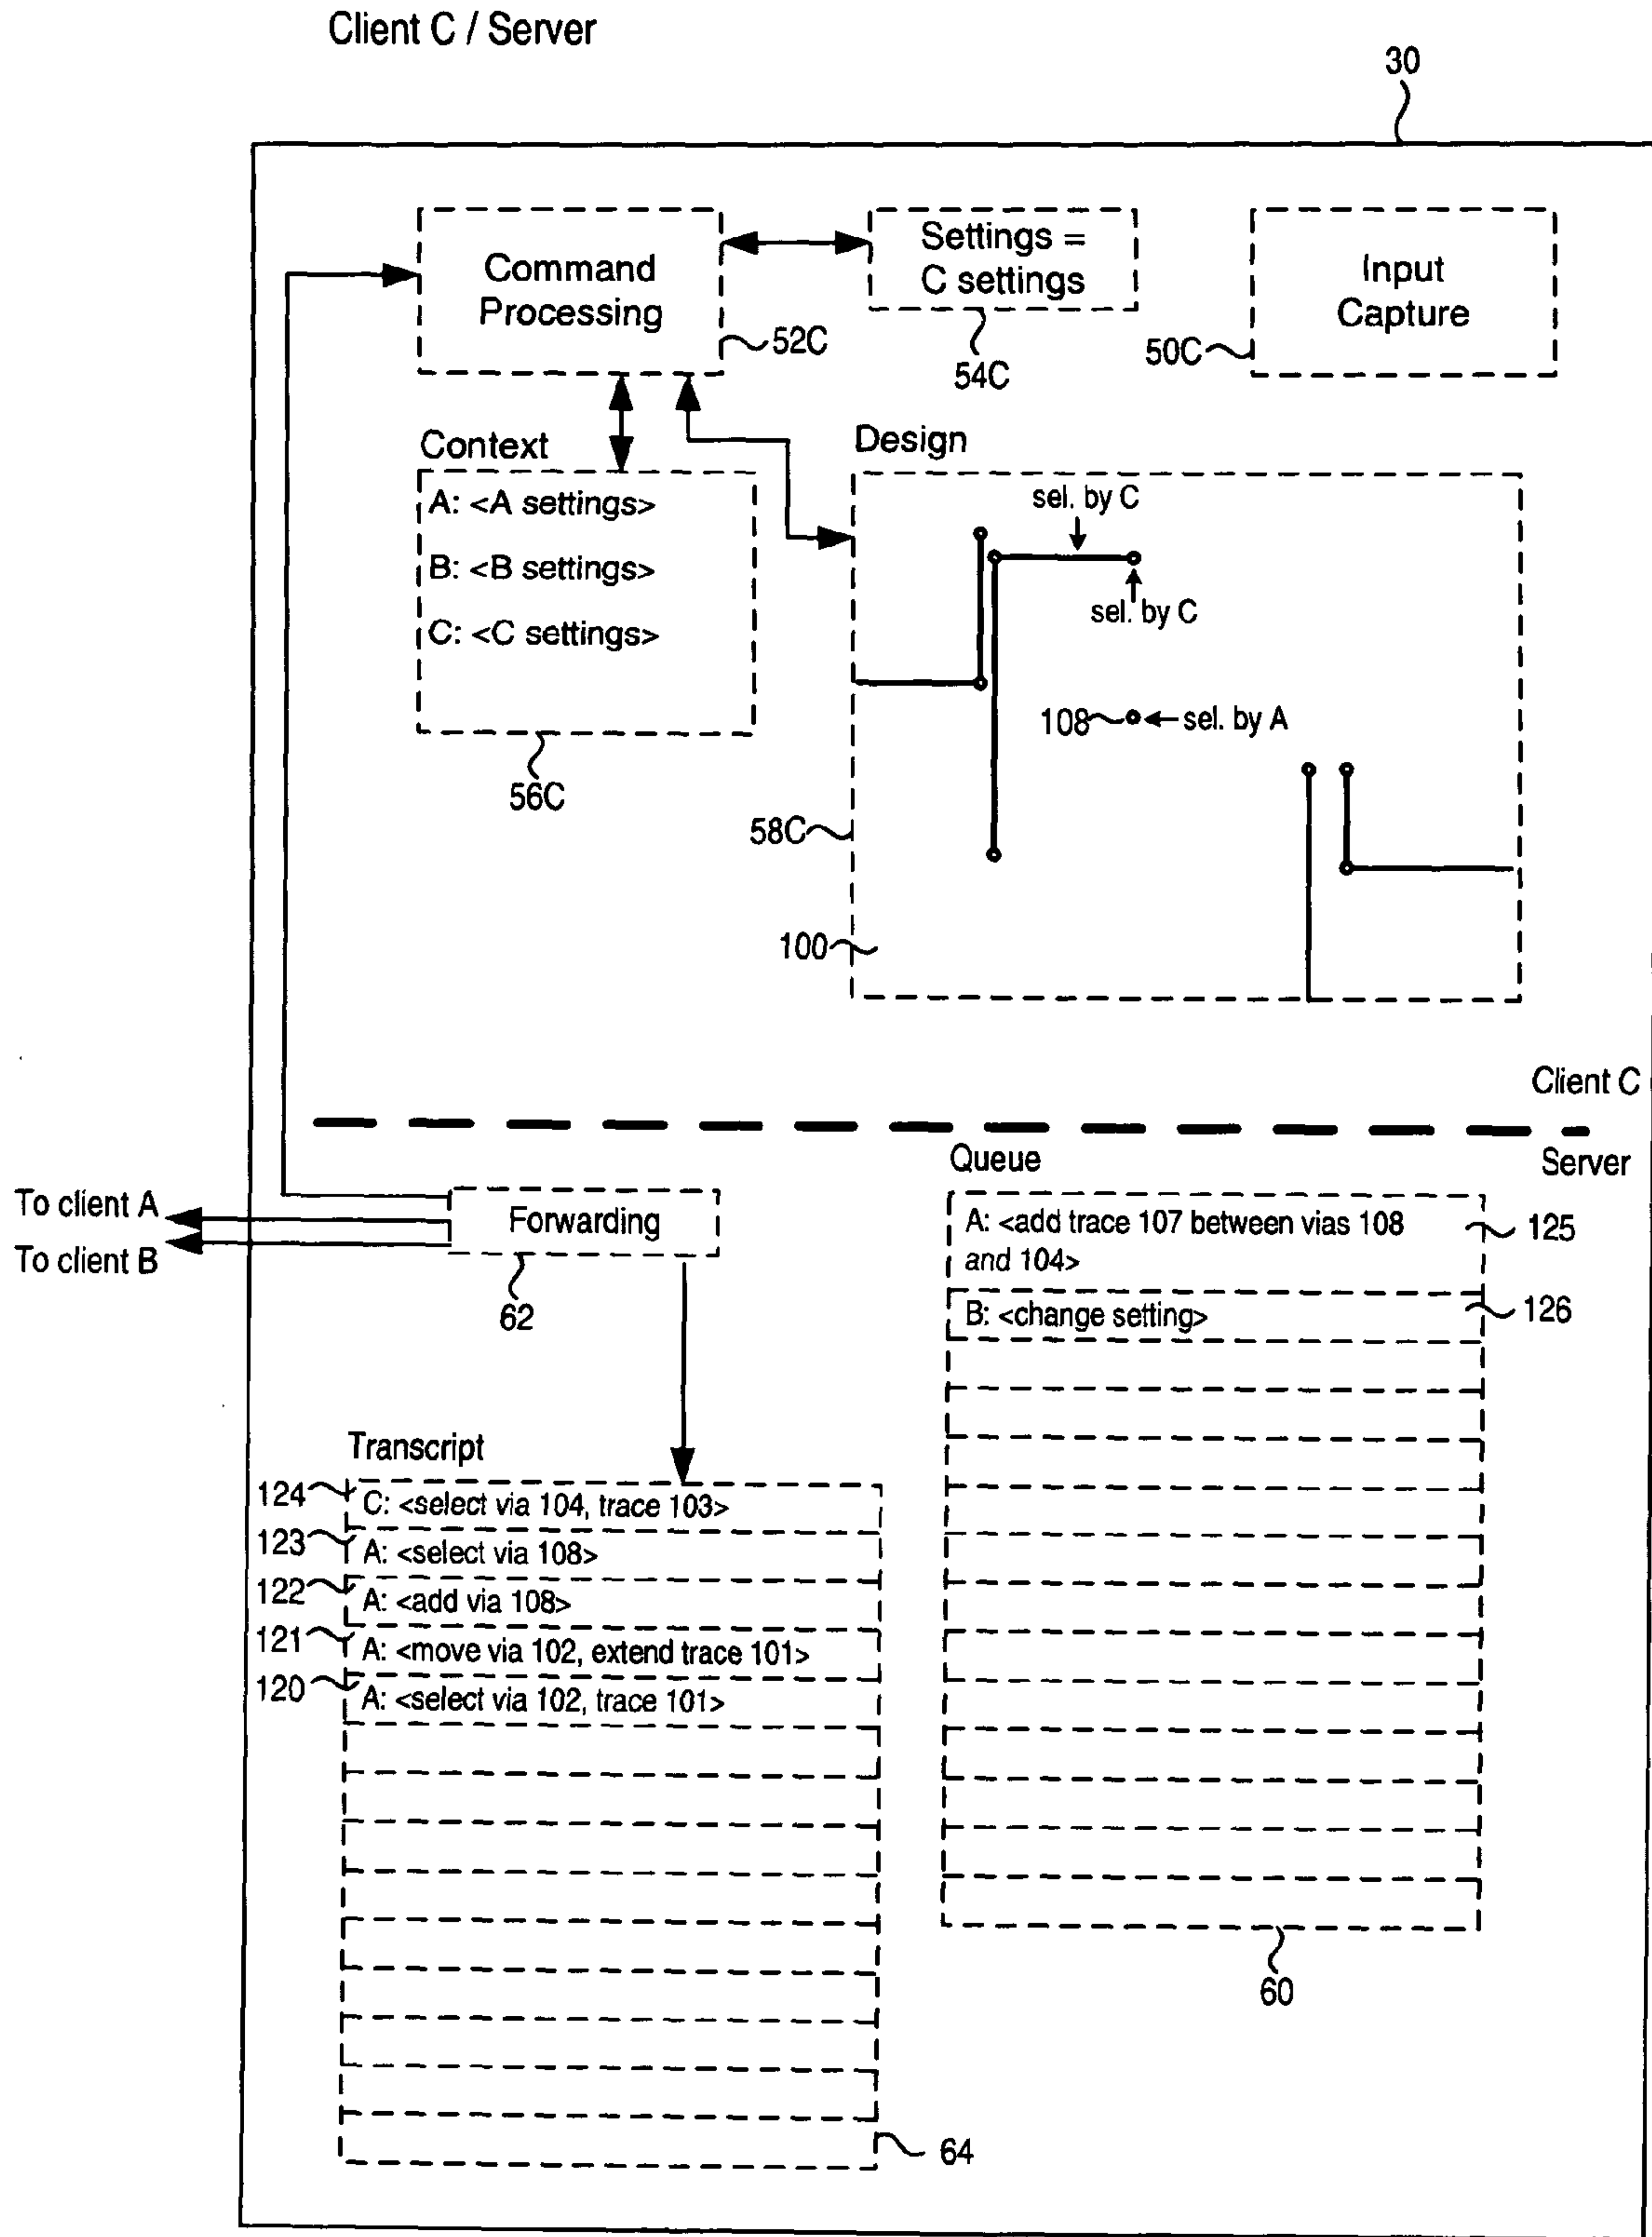 Client C / Server
30
Command
Processing
52C
Settings =
C settings
54C
Input
Capture
50C
Context
A: <A settings>
B: <B settings>
C: <C settings>
56C
Design
sel. by C
sel. by C
108
sel. by A
58C
100
Client C
Server
To client A
To client B
Forwarding
62
Queue
A: <add trace 107 between vias 108
and 104>
125
B: <change setting>
126
60
Transcript
124
C: <select via 104, trace 103>
123
A: <select via 108>
122
A: <add via 108>
121
A: <move via 102, extend trace 101>
120
A: <select via 102, trace 101>
64